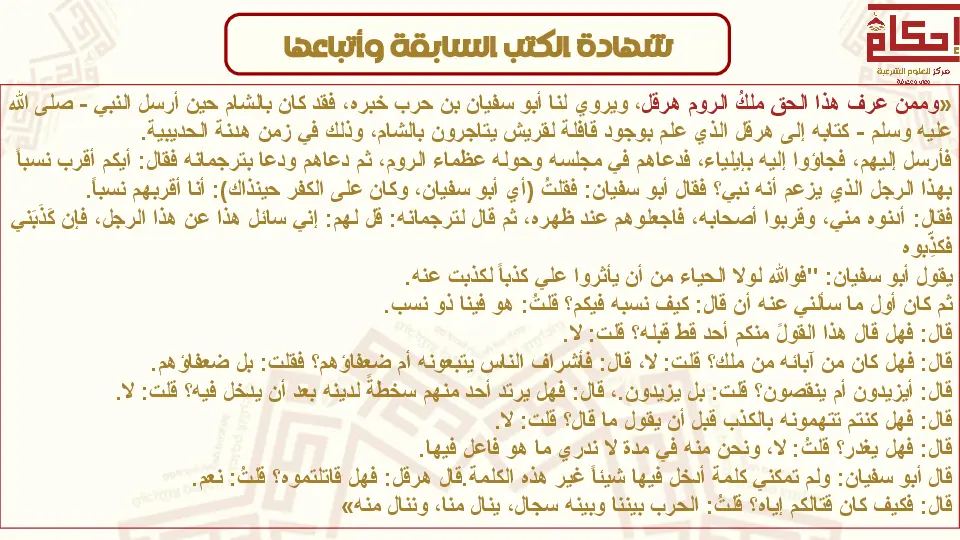 شهادة الكتب السابقة وأتباعها
إحكام
مركز للعلوم الشرعية
«وممن عرف هذا الحق ملكُ الروم هرقل، ويروي لنا أبو سفيان بن حرب خبره، فقد كان بالشام حين أرسل النبي - صلى الله
عليه وسلم - كتابه إلى هرقل الذي علم بوجود قافلة لقريش يتاجرون بالشام، وذلك في زمن هدنة الحديبية.
فأرسل إليهم، فجاؤوا إليه بإيلياء، فدعاهم في مجلسه وحوله عظماء الروم، ثم دعاهم ودعا بترجمانه فقال: أيكم أقرب نسباً
بهذا الرجل الذي يزعم أنه نبي؟ فقال أبو سفيان: فقلتُ (أي أبو سفيان، وكان على الكفر حينذاك): أنا أقربهم نسباً.
فقال: أدنوه مني، وقربوا أصحابه، فاجعلوهم عند ظهره، ثم قال لترجمانه: قل لهم: إني سائل هذا عن هذا الرجل، فإن كَذَبَني
فكذِّبوه
يقول أبو سفيان: "فوالله لولا الحياء من أن يأثروا علي كذباً لكذبت عنه.
ثم كان أول ما سألني عنه أن قال: كيف نسبه فيكم؟ قلتُ: هو فينا ذو نسب.
قال: فهل قال هذا القولَ منكم أحد قط قبله؟ قلت: لا.
قال: فهل كان من آبائه من ملك؟ قلت: لا، قال: فأشراف الناس يتبعونه أم ضعفاؤهم؟ فقلت: بل ضعفاؤهم.
قال: أيزيدون أم ينقصون؟ قلت: بل يزيدون.، قال: فهل يرتد أحد منهم سخطةً لدينه بعد أن يدخل فيه؟ قلت: لا.
قال: فهل كنتم تتهمونه بالكذب قبل أن يقول ما قال؟ قلت: لا.
قال: فهل يغدر؟ قلتُ: لا، ونحن منه في مدة لا ندري ما هو فاعل فيها.
قال أبو سفيان: ولم تمكني كلمة أدخل فيها شيئاً غير هذه الكلمة.قال هرقل: فهل قاتلتموه؟ قلتُ: نعم.
قال: فكيف كان قتالكم إياه؟ قلتُ: الحرب بيننا وبينه سجال، ينال منا، وننال منه»